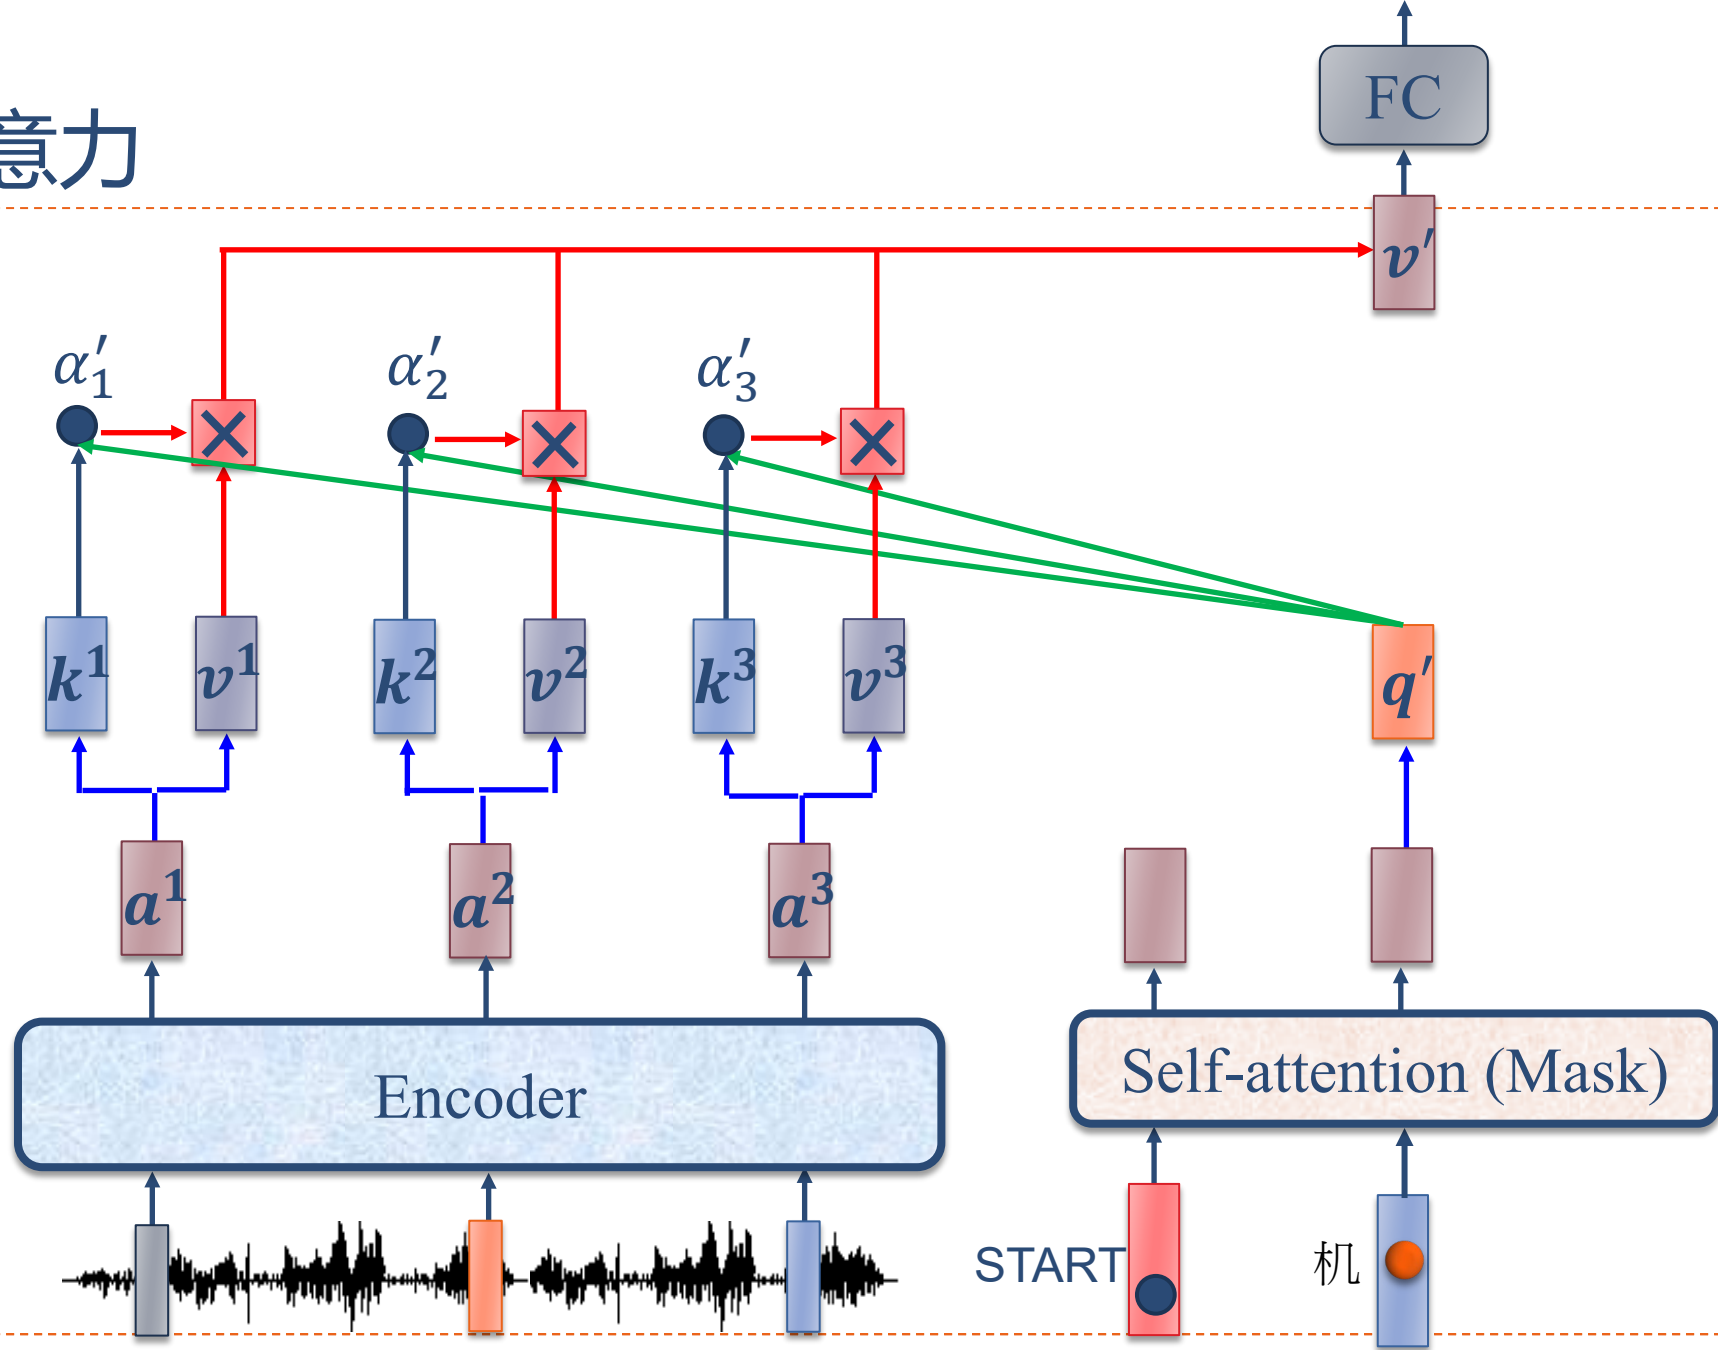 FC
意力
v′
α′₁ α′₂ α′₃
k¹ v¹ k² v² k³ v³ q′
a¹ a² a³
Encoder
Self-attention (Mask)
START 机